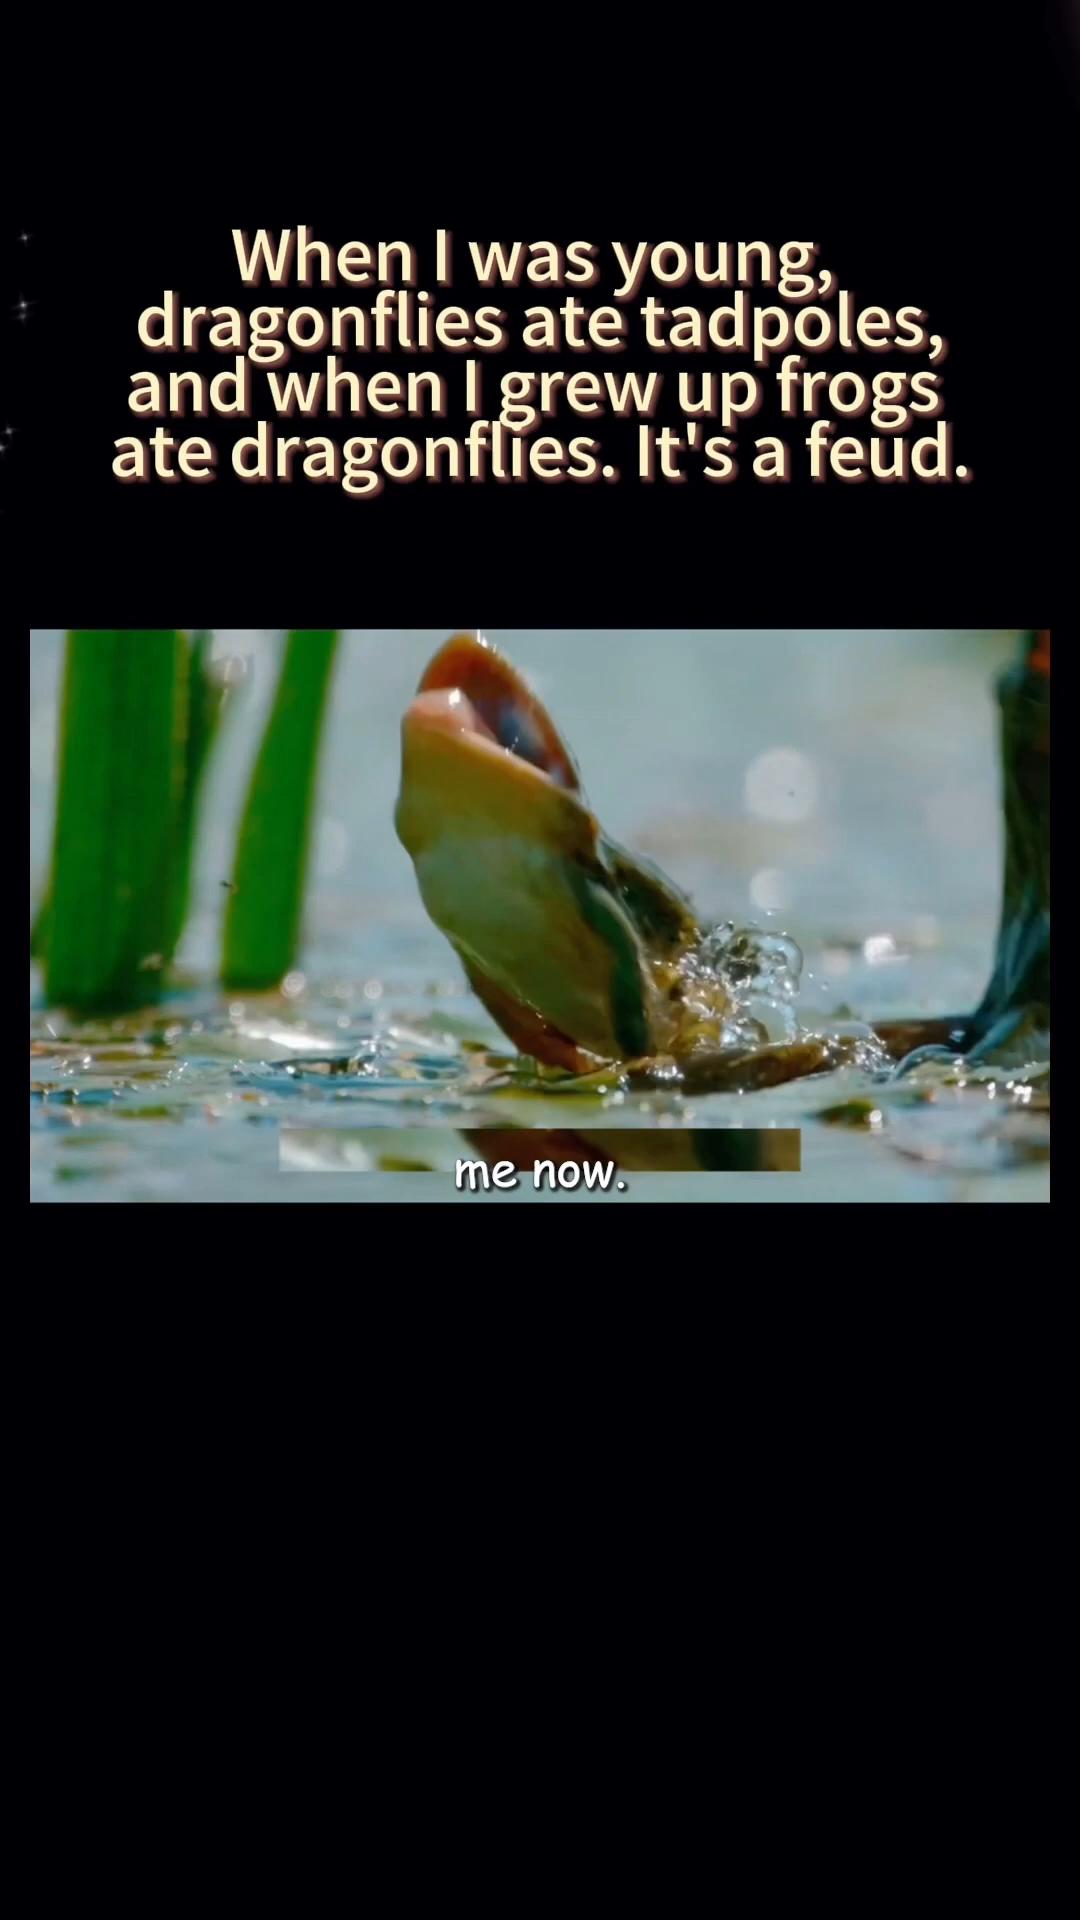 When I was young,
dragonflies ate tadpoles,
and when I grew up frogs
ate dragonflies. It's a feud.
me now.